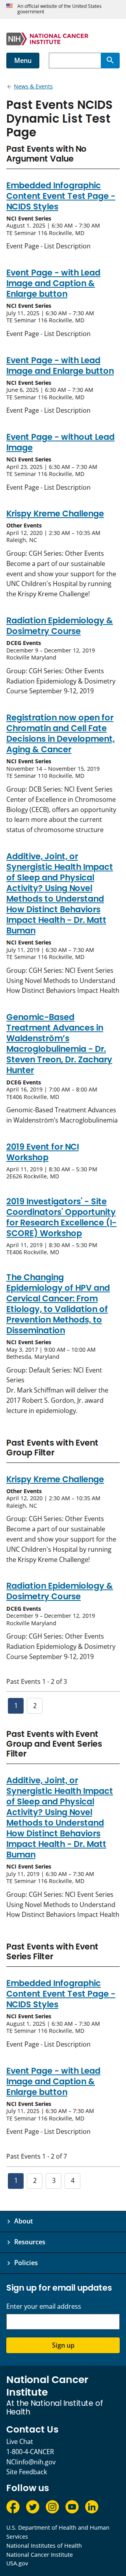 An official website of the United States
government
NIH NATIONAL CANCER
INSTITUTE
Menu
← News & Events
Past Events NCIDS
Dynamic List Test
Page
Past Events with No
Argument Value
Embedded Infographic
Content Event Test Page -
NCIDS Styles
NCI Event Series
August 1, 2025 | 6:30 AM – 7:30 AM
TE Seminar 116 Rockville, MD
Event Page - List Description
Event Page - with Lead
Image and Caption &
Enlarge button
NCI Event Series
July 11, 2025 | 6:30 AM – 7:30 AM
TE Seminar 116 Rockville, MD
Event Page - List Description
Event Page - with Lead
Image and Enlarge button
NCI Event Series
June 6, 2025 | 6:30 AM – 7:30 AM
TE Seminar 116 Rockville, MD
Event Page - List Description
Event Page - without Lead
Image
NCI Event Series
April 23, 2025 | 6:30 AM – 7:30 AM
TE Seminar 116 Rockville, MD
Event Page - List Description
Krispy Kreme Challenge
Other Events
April 12, 2020 | 2:30 AM – 10:35 AM
Raleigh, NC
Group: CGH Series: Other Events
Become a part of our sustainable
event and show your support for the
UNC Children's Hospital by running
in the Krispy Kreme Challenge!
Radiation Epidemiology &
Dosimetry Course
DCEG Events
December 9 – December 12, 2019
Rockville Maryland
Group: CGH Series: Other Events
Radiation Epidemiology & Dosimetry
Course September 9-12, 2019
Registration now open for
Chromatin and Cell Fate
Decisions in Development,
Aging & Cancer
NCI Event Series
November 14 – November 15, 2019
TE Seminar 110 Rockville, MD
Group: DCB Series: NCI Event Series
Center of Excellence in Chromosome
Biology (CECB), offers an opportunity
to learn more about current
status of chromosome structure
Additive, Joint, or
Synergistic Health Impact
of Sleep and Physical
Activity? Using Novel
Methods to Understand
How Distinct Behaviors
Impact Health - Dr. Matt
Buman
NCI Event Series
July 11, 2019 | 6:30 AM – 7:30 AM
TE Seminar 116 Rockville, MD
Group: CGH Series: NCI Event Series
Using Novel Methods to Understand
How Distinct Behaviors Impact Health
Genomic-Based
Treatment Advances in
Waldenström’s
Macroglobulinemia - Dr.
Steven Treon, Dr. Zachary
Hunter
DCEG Events
April 16, 2019 | 7:00 AM – 8:00 AM
TE406 Rockville, MD
Genomic-Based Treatment Advances
in Waldenström’s Macroglobulinemia
2019 Event for NCI
Workshop
April 11, 2019 | 8:30 AM – 5:30 PM
2E626 Rockville, MD
2019 Investigators' - Site
Coordinators' Opportunity
for Research Excellence (I-
SCORE) Workshop
April 11, 2019 | 8:30 AM – 5:30 PM
TE406 Rockville, MD
The Changing
Epidemiology of HPV and
Cervical Cancer: From
Etiology, to Validation of
Prevention Methods, to
Dissemination
NCI Event Series
May 3, 2017 | 9:00 AM – 10:00 AM
Bethesda, Maryland
Group: Default Series: NCI Event
Series
Dr. Mark Schiffman will deliver the
2017 Robert S. Gordon, Jr. award
lecture in epidemiology.
Past Events with Event
Group Filter
Krispy Kreme Challenge
Other Events
April 12, 2020 | 2:30 AM – 10:35 AM
Raleigh, NC
Group: CGH Series: Other Events
Become a part of our sustainable
event and show your support for the
UNC Children's Hospital by running
in the Krispy Kreme Challenge!
Radiation Epidemiology &
Dosimetry Course
DCEG Events
December 9 – December 12, 2019
Rockville Maryland
Group: CGH Series: Other Events
Radiation Epidemiology & Dosimetry
Course September 9-12, 2019
Past Events 1 - 2 of 3
1 2
Past Events with Event
Group and Event Series
Filter
Additive, Joint, or
Synergistic Health Impact
of Sleep and Physical
Activity? Using Novel
Methods to Understand
How Distinct Behaviors
Impact Health - Dr. Matt
Buman
NCI Event Series
July 11, 2019 | 6:30 AM – 7:30 AM
TE Seminar 116 Rockville, MD
Group: CGH Series: NCI Event Series
Using Novel Methods to Understand
How Distinct Behaviors Impact Health
Past Events with Event
Series Filter
Embedded Infographic
Content Event Test Page -
NCIDS Styles
NCI Event Series
August 1, 2025 | 6:30 AM – 7:30 AM
TE Seminar 116 Rockville, MD
Event Page - List Description
Event Page - with Lead
Image and Caption &
Enlarge button
NCI Event Series
July 11, 2025 | 6:30 AM – 7:30 AM
TE Seminar 116 Rockville, MD
Event Page - List Description
Past Events 1 - 2 of 7
1 2 3 4
About
Resources
Policies
Sign up for email updates
Enter your email address
Sign up
National Cancer
Institute
At the National Institute of
Health
Contact Us
Live Chat
1-800-4-CANCER
NCIinfo@nih.gov
Site Feedback
Follow us
U.S. Department of Health and Human
Services
National Institutes of Health
National Cancer Institute
USA.gov